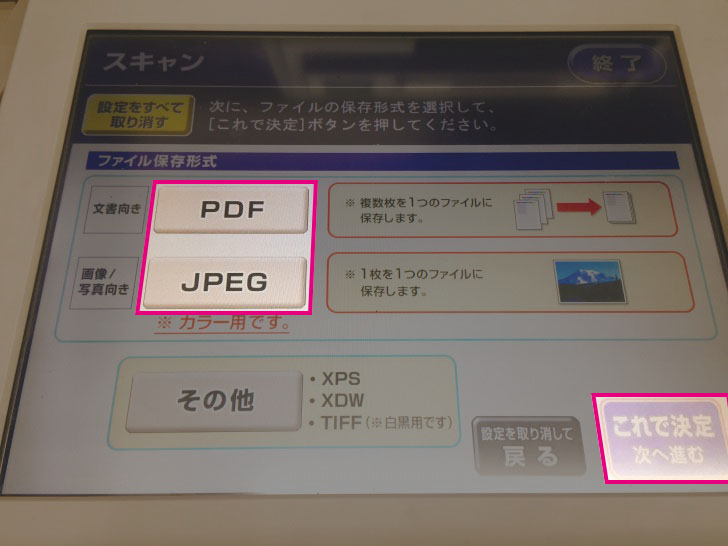 スキャン
終了
設定をすべて
取り消す
次に、ファイルの保存形式を選択して、
[これで決定]ボタンを押してください。
ファイル保存形式
文書向き
PDF
※ 複数枚を1つのファイルに
保存します。
画像/
写真向き
JPEG
※ 1枚を1つのファイルに
保存します。
※ カラー用です。
その他
・XPS
・XDW
・TIFF(※白黒用です)
設定を取り消して
戻る
これで決定
次へ進む